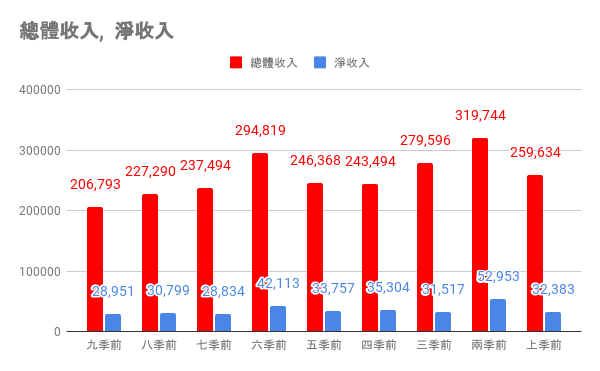 總體收入, 淨收入
總體收入 淨收入
400000
300000
200000
100000
0
206,793 227,290 237,494 294,819 246,368 243,494 279,596 319,744 259,634
28,951 30,799 28,834 42,113 33,757 35,304 31,517 52,953 32,383
九季前 八季前 七季前 六季前 五季前 四季前 三季前 兩季前 上季前